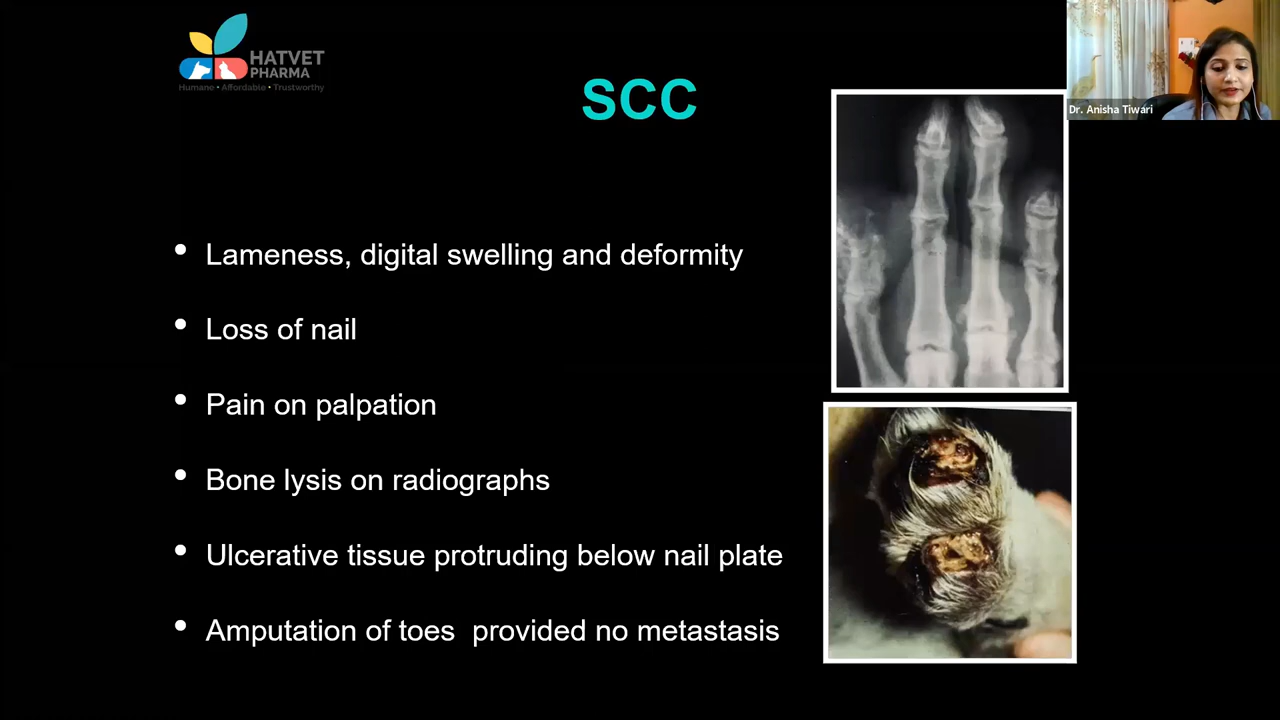 HATVET
PHARMA
Humane • Affordable • Trustworthy
SCC
Dr. Anisha Tiwari
• Lameness, digital swelling and deformity
• Loss of nail
• Pain on palpation
• Bone lysis on radiographs
• Ulcerative tissue protruding below nail plate
• Amputation of toes  provided no metastasis